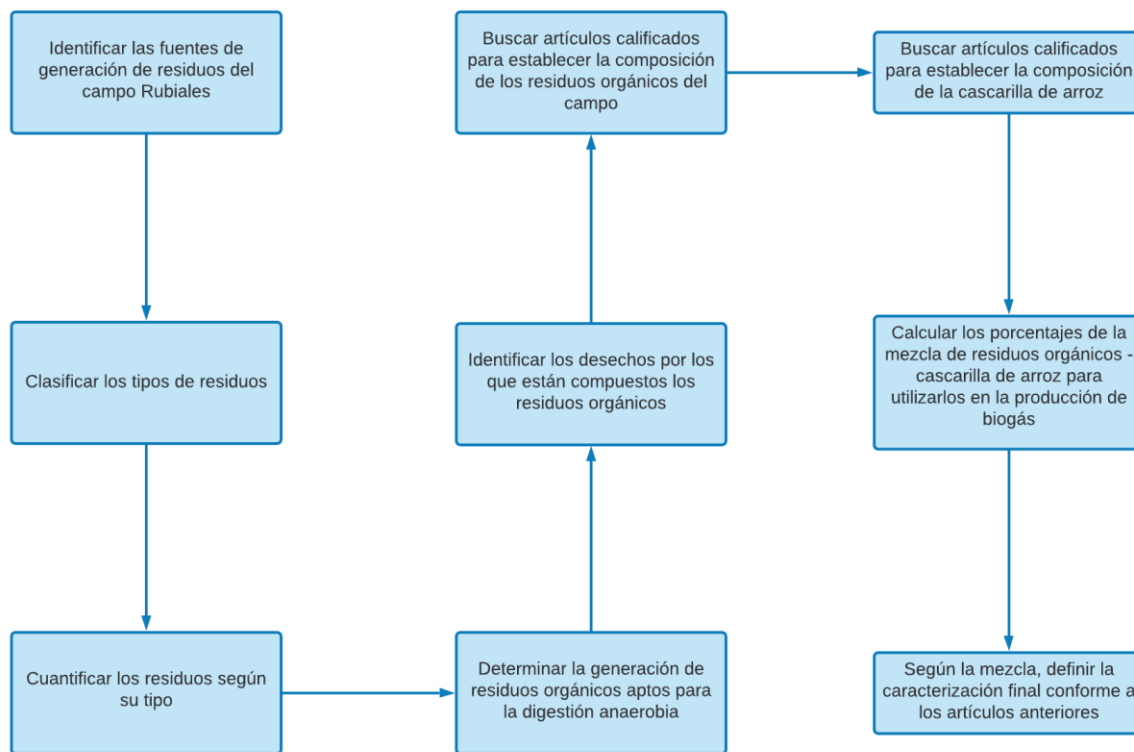 Identificar las fuentes de
generación de residuos del
campo Rubiales
Clasificar los tipos de residuos
Cuantificar los residuos según
su tipo
Determinar la generación de
residuos orgánicos aptos para
la digestión anaerobia
Identificar los desechos por los
que están compuestos los
residuos orgánicos
Buscar artículos calificados
para establecer la composición
de los residuos orgánicos del
campo
Buscar artículos calificados
para establecer la composición
de la cascarilla de arroz
Calcular los porcentajes de la
mezcla de residuos orgánicos -
cascarilla de arroz para
utilizarlos en la producción de
biogás
Según la mezcla, definir la
caracterización final conforme a
los artículos anteriores